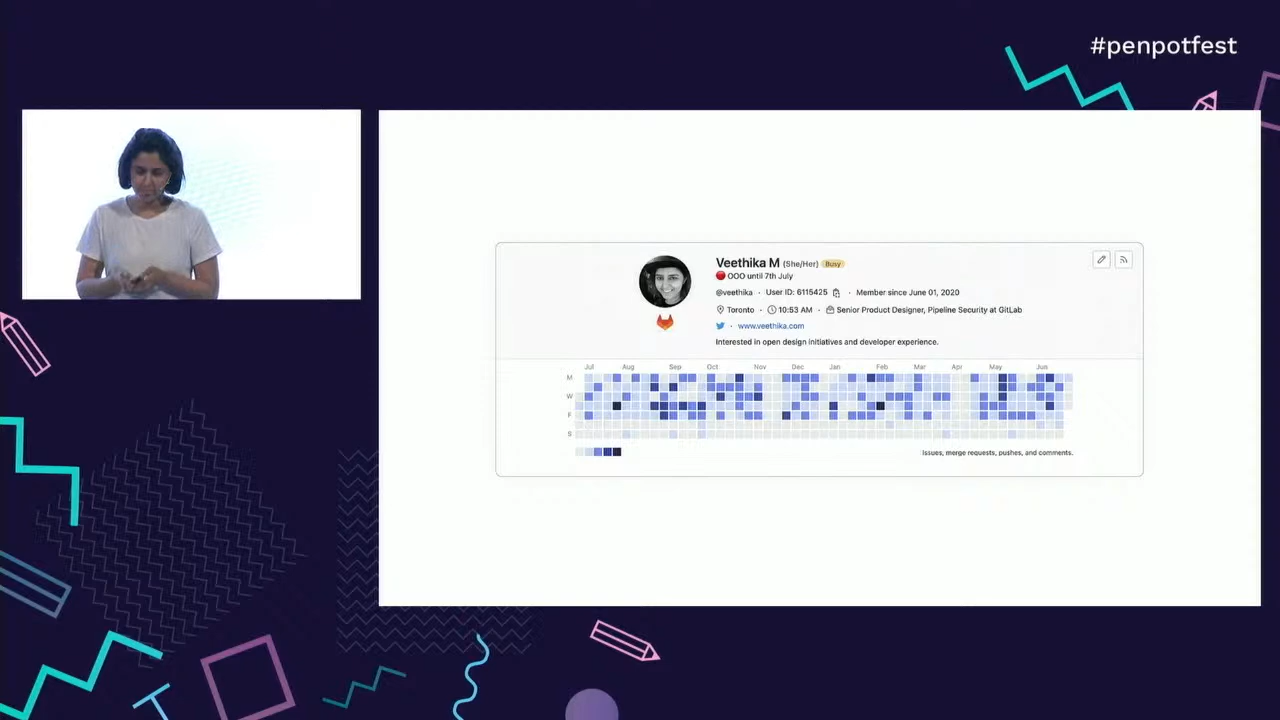 #penpotfest
Veethika M (She/Her) Busy
OOO until 7th July
@veethika · User ID: 6115425 · Member since June 01, 2020
Toronto · 10:53 AM · Senior Product Designer, Pipeline Security at GitLab
· www.veethika.com
Interested in open design initiatives and developer experience.
Jul Aug Sep Oct Nov Dec Jan Feb Mar Apr May Jun
M
W
F
S
Issues, merge requests, pushes, and comments.